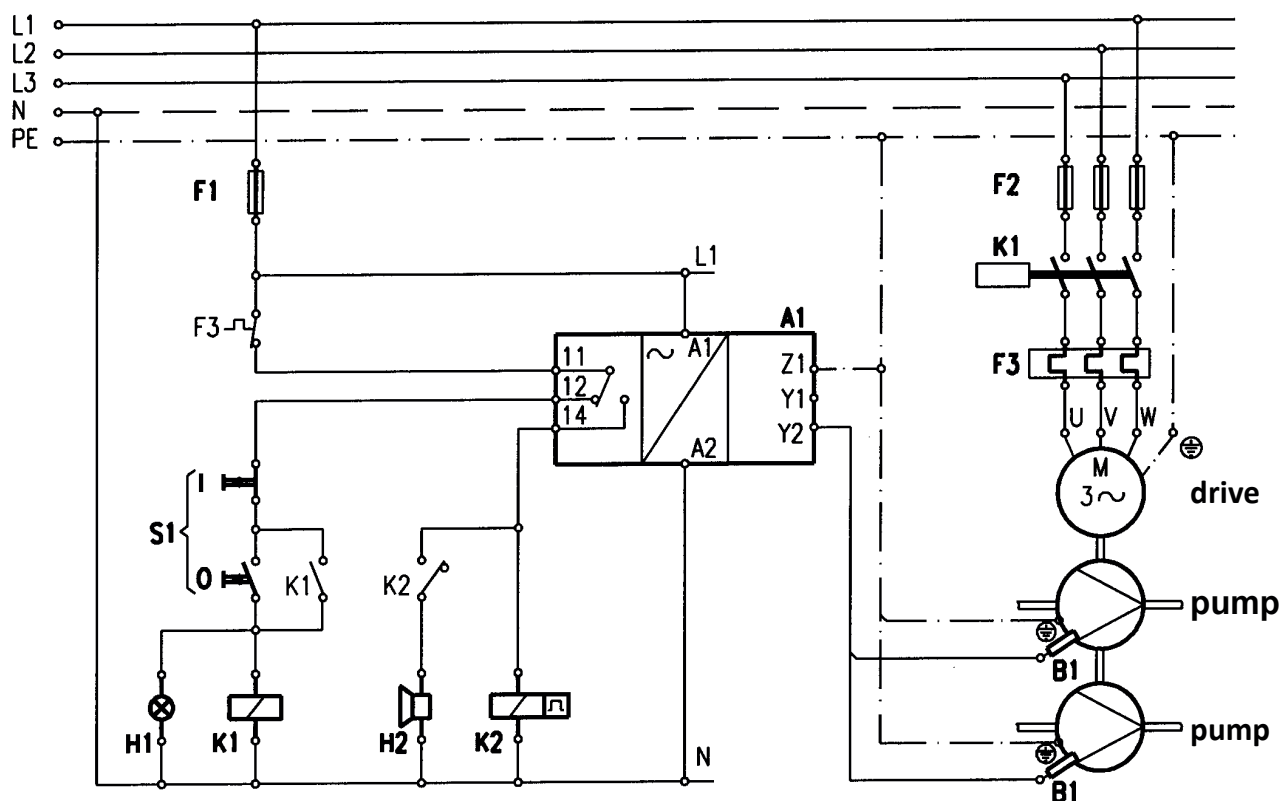 L1
L2
L3
N
PE
F1
F2
K1
L1
F3
A1
F3
11
12
14
~ A1
A2
Z1
Y1
Y2
U V W
M
3~
drive
S1
I
O
K1
K2
pump
B1
H1
K1
H2
K2
N
pump
B1